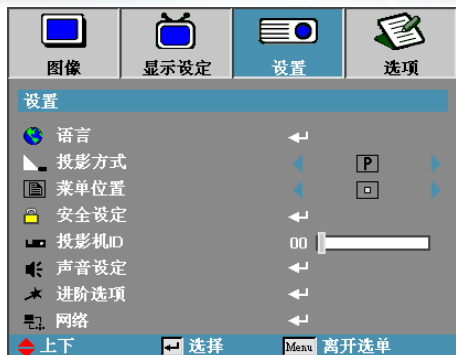 图像 显示设定 设置 选项
设置
语言
投影方式 P
菜单位置
安全设定
投影机ID 00
声音设定
进阶选项
网络
上下 选择 Menu 离开选单